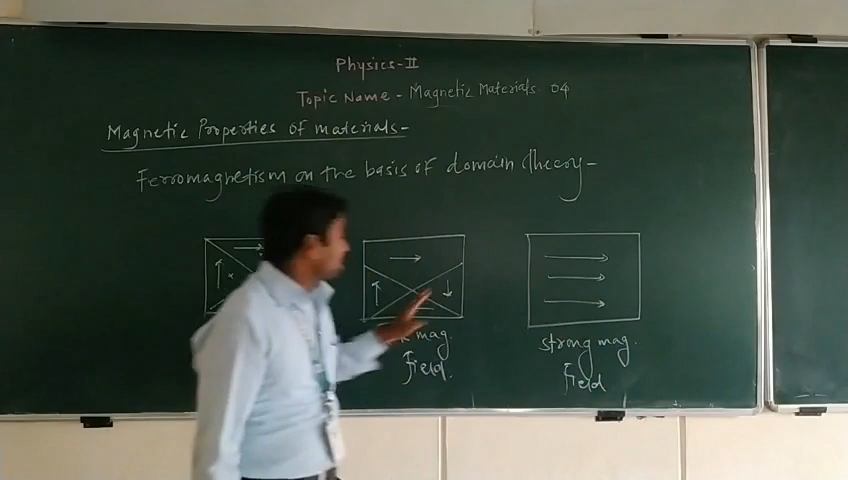 Physics-II
Topic Name - Magnetic Materials 04
Magnetic Properties of materials-
Ferromagnetism on the basis of domain theory-
mag.
Field.
strong mag.
Field